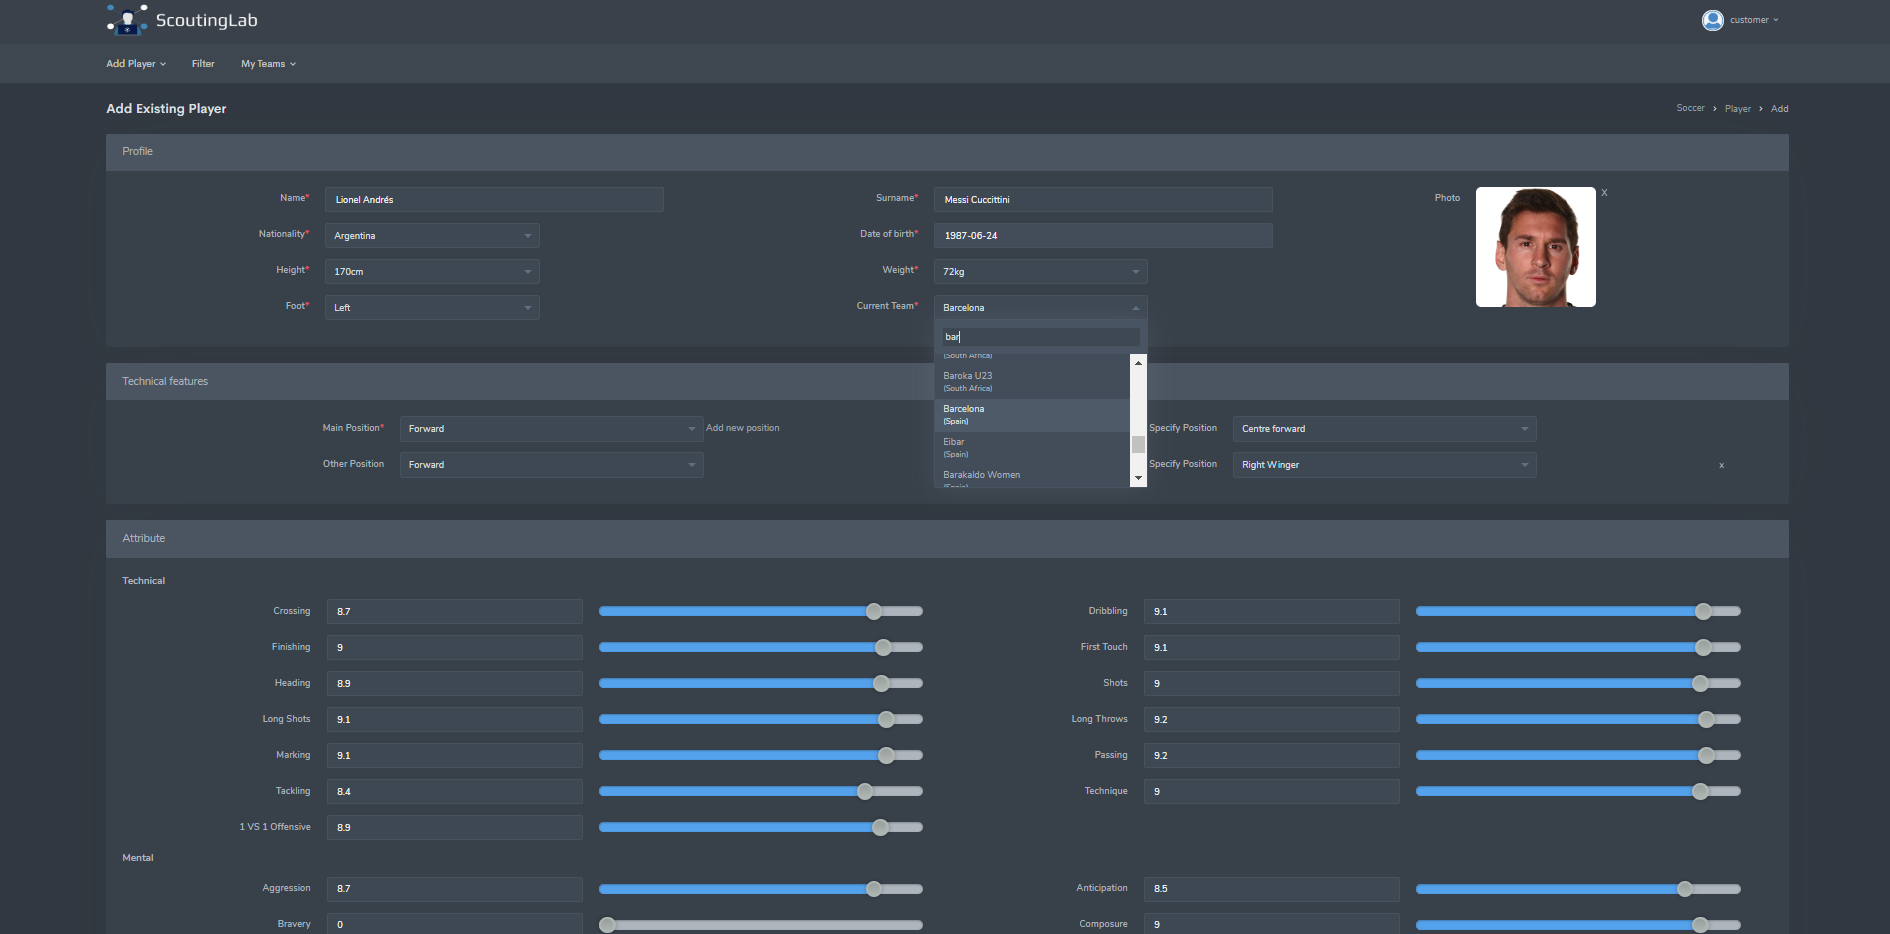 ScoutingLab
customer
Add Player
Filter
My Teams
Add Existing Player
Soccer > Player > Add
Profile
Name* Lionel Andrés
Surname* Messi Cuccittini
Photo
X
Nationality* Argentina
Date of birth* 1987-06-24
Height* 170cm
Weight* 72kg
Foot* Left
Current Team* Barcelona
bar
(South Africa)
Baroka U23
(South Africa)
Barcelona
(Spain)
Eibar
(Spain)
Barakaldo Women
(Spain)
Technical features
Main Position* Forward
Add new position
Specify Position Centre forward
Other Position Forward
Specify Position Right Winger
x
Attribute
Technical
Crossing 8.7
Dribbling 9.1
Finishing 9
First Touch 9.1
Heading 8.9
Shots 9
Long Shots 9.1
Long Throws 9.2
Marking 9.1
Passing 9.2
Tackling 8.4
Technique 9
1 VS 1 Offensive 8.9
Mental
Aggression 8.7
Anticipation 8.5
Bravery 0
Composure 9